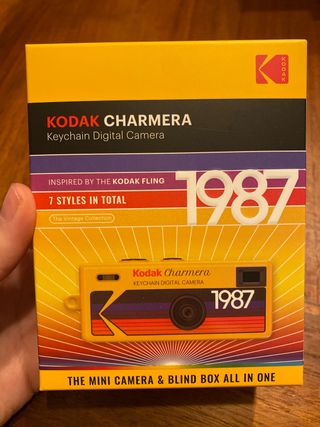 KODAK
KODAK CHARMERA
Keychain Digital Camera
INSPIRED BY THE KODAK FLING
7 STYLES IN TOTAL
1987
The Vintage Collection
Kodak Charmera
KEYCHAIN DIGITAL CAMERA
1987
THE MINI CAMERA & BLIND BOX ALL IN ONE